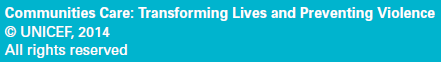 Communities Care: Transforming Lives and Preventing Violence
© UNICEF, 2014
All rights reserved